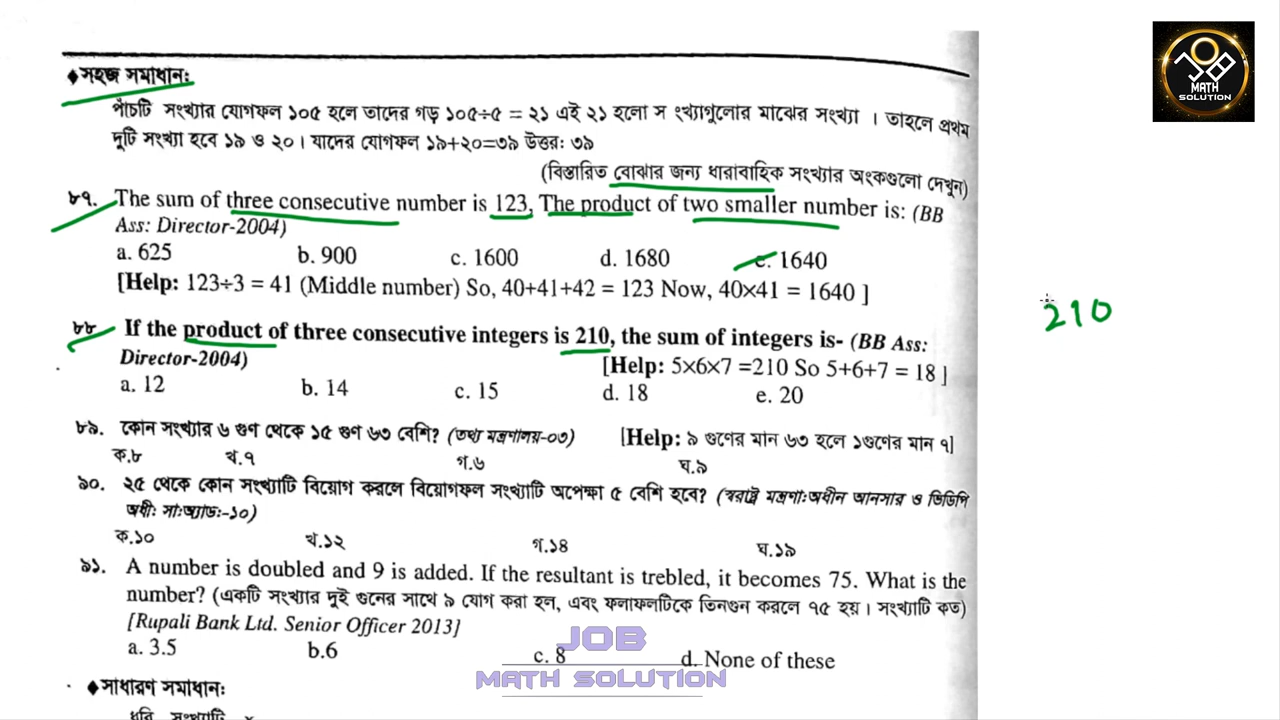 ♦সহজ সমাধান:
পাঁচটি সংখ্যার যোগফল ১০৫ হলে তাদের গড় ১০৫÷৫ = ২১ এই ২১ হলো স ংখ্যাগুলোর মাঝের সংখ্যা । তাহলে প্রথম
দুটি সংখ্যা হবে ১৯ ও ২০। যাদের যোগফল ১৯+২০=৩৯ উত্তর: ৩৯
(বিস্তারিত বোঝার জন্য ধারাবাহিক সংখ্যার অংকগুলো দেখুন)
৮৭. The sum of three consecutive number is 123, The product of two smaller number is: (BB
Ass: Director-2004)
a. 625 b. 900 c. 1600 d. 1680 e. 1640
[Help: 123÷3 = 41 (Middle number) So, 40+41+42 = 123 Now, 40×41 = 1640 ]
৮৮ If the product of three consecutive integers is 210, the sum of integers is- (BB Ass:
Director-2004) [Help: 5×6×7 =210 So 5+6+7 = 18 ]
a. 12 b. 14 c. 15 d. 18 e. 20
৮৯. কোন সংখ্যার ৬ গুণ থেকে ১৫ গুণ ৬৩ বেশি? (তথ্য মন্ত্রণালয়-০৩) [Help: ৯ গুণের মান ৬৩ হলে ১গুণের মান ৭]
ক.৮ খ.৭ গ.৬ ঘ.৯
৯০. ২৫ থেকে কোন সংখ্যাটি বিয়োগ করলে বিয়োগফল সংখ্যাটি অপেক্ষা ৫ বেশি হবে? (স্বরাষ্ট্র মন্ত্রণা:অধীন আনসার ও ভিডিপি
অধী: সা:অ্যাড:-১০)
ক.১০ খ.১২ গ.১৪ ঘ.১৯
৯১. A number is doubled and 9 is added. If the resultant is trebled, it becomes 75. What is the
number? (একটি সংখ্যার দুই গুনের সাথে ৯ যোগ করা হল, এবং ফলাফলটিকে তিনগুন করলে ৭৫ হয়। সংখ্যাটি কত)
[Rupali Bank Ltd. Senior Officer 2013]
a. 3.5 b.6 c. 8 d. None of these
♦সাধারণ সমাধান:
ধরি সংখ্যাটি x
210
MATH
SOLUTION
JOB
MATH SOLUTION